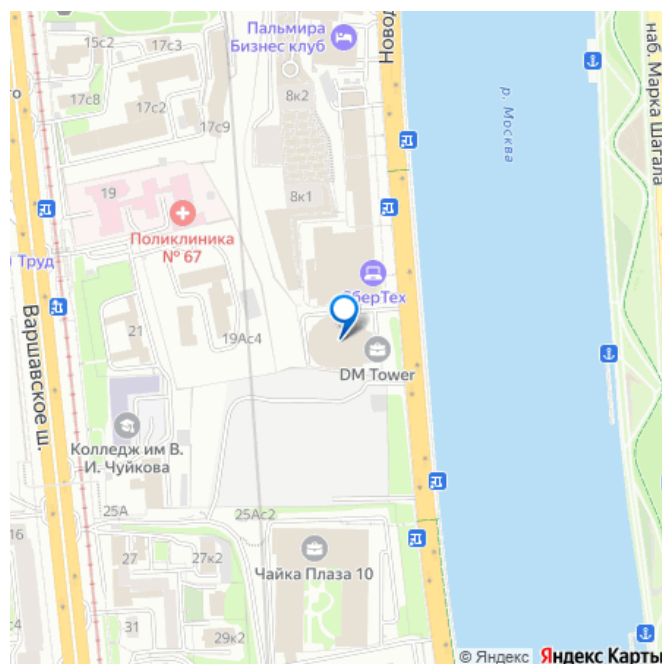 Пальмира
Бизнес клуб
Новод
15с2
17с3
17с8
17с2
17с9
8к2
р. Москва
наб. Марка Шагала
19
8к1
Поликлиника
№ 67
Труд
СберТех
Варшавское ш.
21
19Ас4
DM Tower
Колледж им В.
И. Чуйкова
25А
25Ас2
16
27
27к2
Чайка Плаза 10
31
29к2
© Яндекс Яндекс Карты